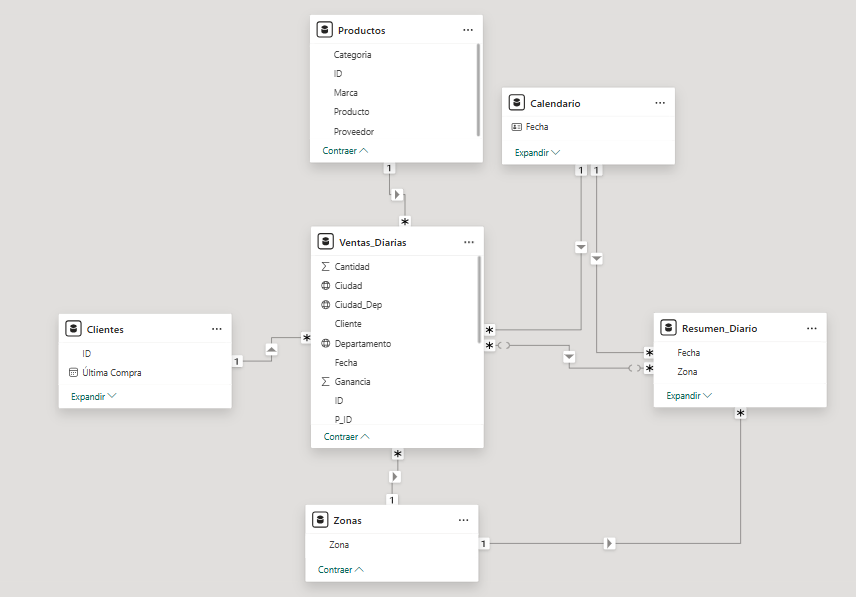 Productos
Categoria
ID
Marca
Producto
Proveedor
Contraer
Calendario
Fecha
Expandir
1
1 1
*
Ventas_Diarias
Cantidad
Ciudad
Ciudad_Dep
Cliente
Departamento
Fecha
Ganancia
ID
P_ID
Contraer
Clientes
ID
Última Compra
Expandir
1
*
*
*
Resumen_Diario
Fecha
Zona
Expandir
*
*
*
*
1
Zonas
Zona
Contraer
1